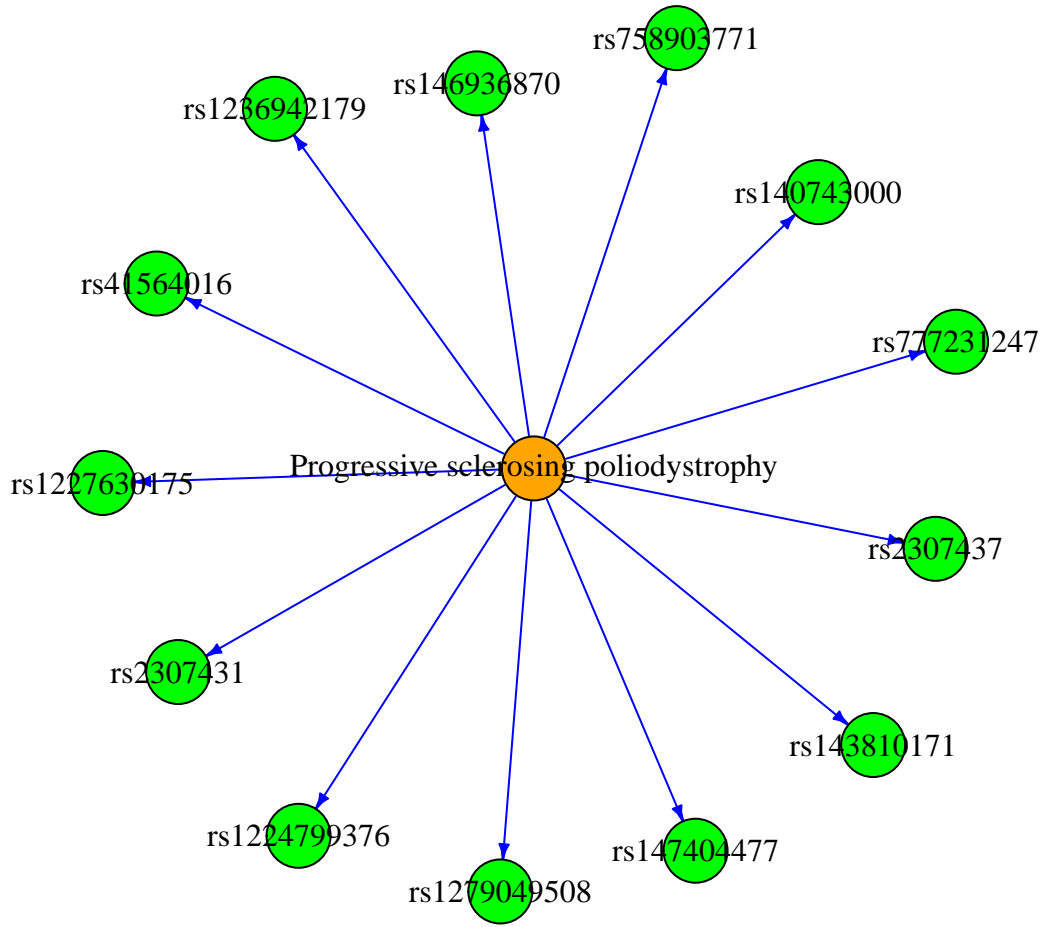 rs758903771
rs146936870
rs1236942179
rs140743000
rs41564016
rs777231247
Progressive sclerosing poliodystrophy
rs1227630175
rs2307437
rs2307431
rs143810171
rs1224799376
rs147404477
rs1279049508